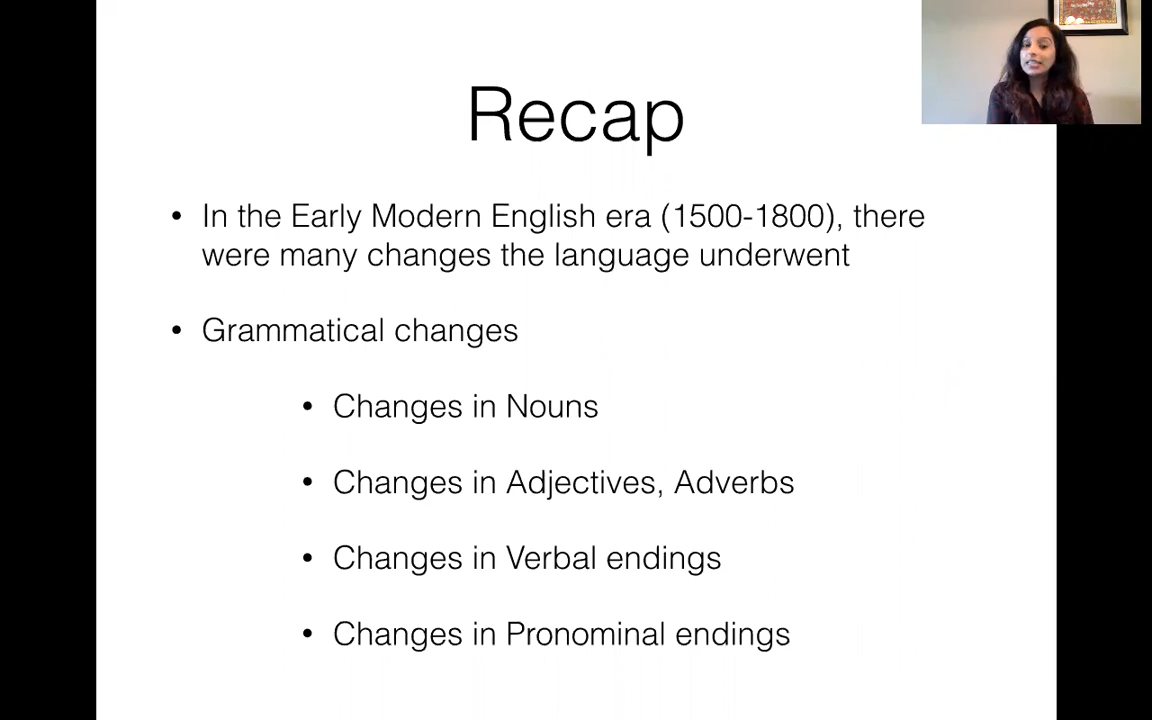 Recap
• In the Early Modern English era (1500-1800), there
were many changes the language underwent
• Grammatical changes
• Changes in Nouns
• Changes in Adjectives, Adverbs
• Changes in Verbal endings
• Changes in Pronominal endings